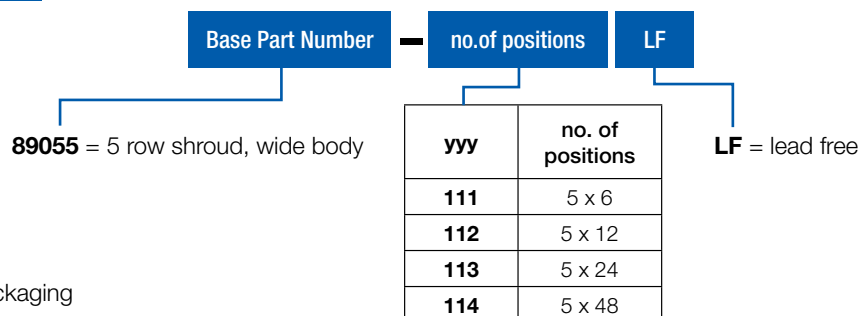 Base Part Number – no.of positions LF
89055 = 5 row shroud, wide body
LF = lead free
yyy no. of positions
111 5 x 6
112 5 x 12
113 5 x 24
114 5 x 48